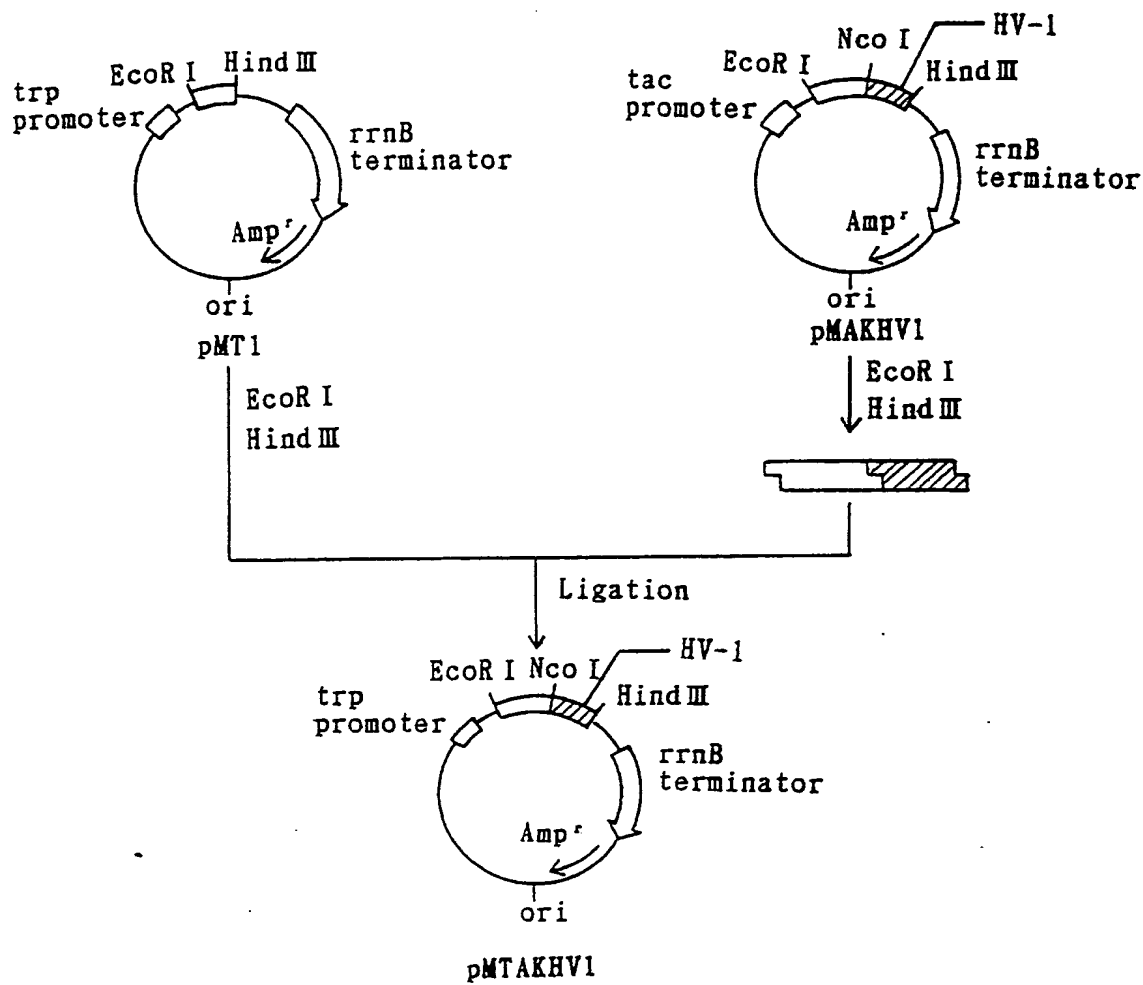 EcoR I
Hind Ⅲ
trp
promoter
rrnB
terminator
Amp r
ori
pMT1
EcoR I
Hind Ⅲ
HV-1
Nco I
EcoR I
Hind Ⅲ
tac
promoter
rrnB
terminator
Amp r
ori
pMAKHV1
EcoR I
Hind Ⅲ
Ligation
HV-1
EcoR I Nco I
Hind Ⅲ
trp
promoter
rrnB
terminator
Amp r
ori
pMTAKHV1